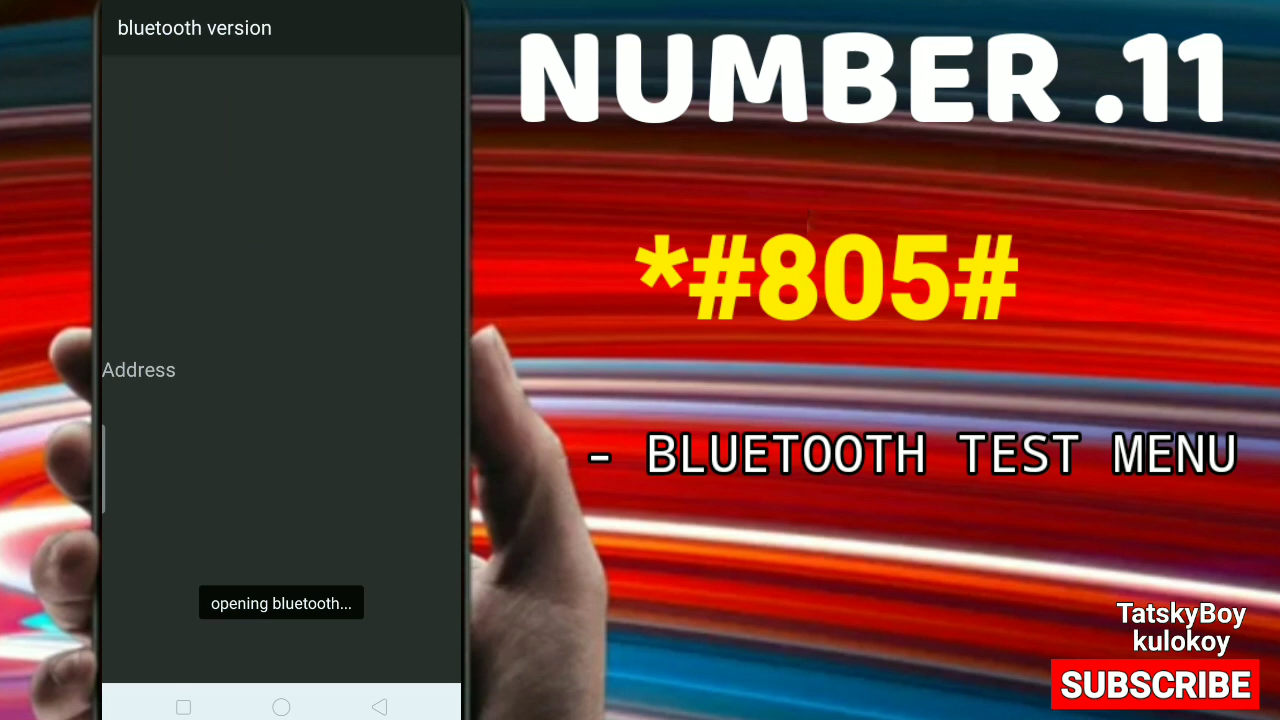 bluetooth version
Address
opening bluetooth...
NUMBER .11
*#805#
- BLUETOOTH TEST MENU
TatskyBoy
kulokoy
SUBSCRIBE